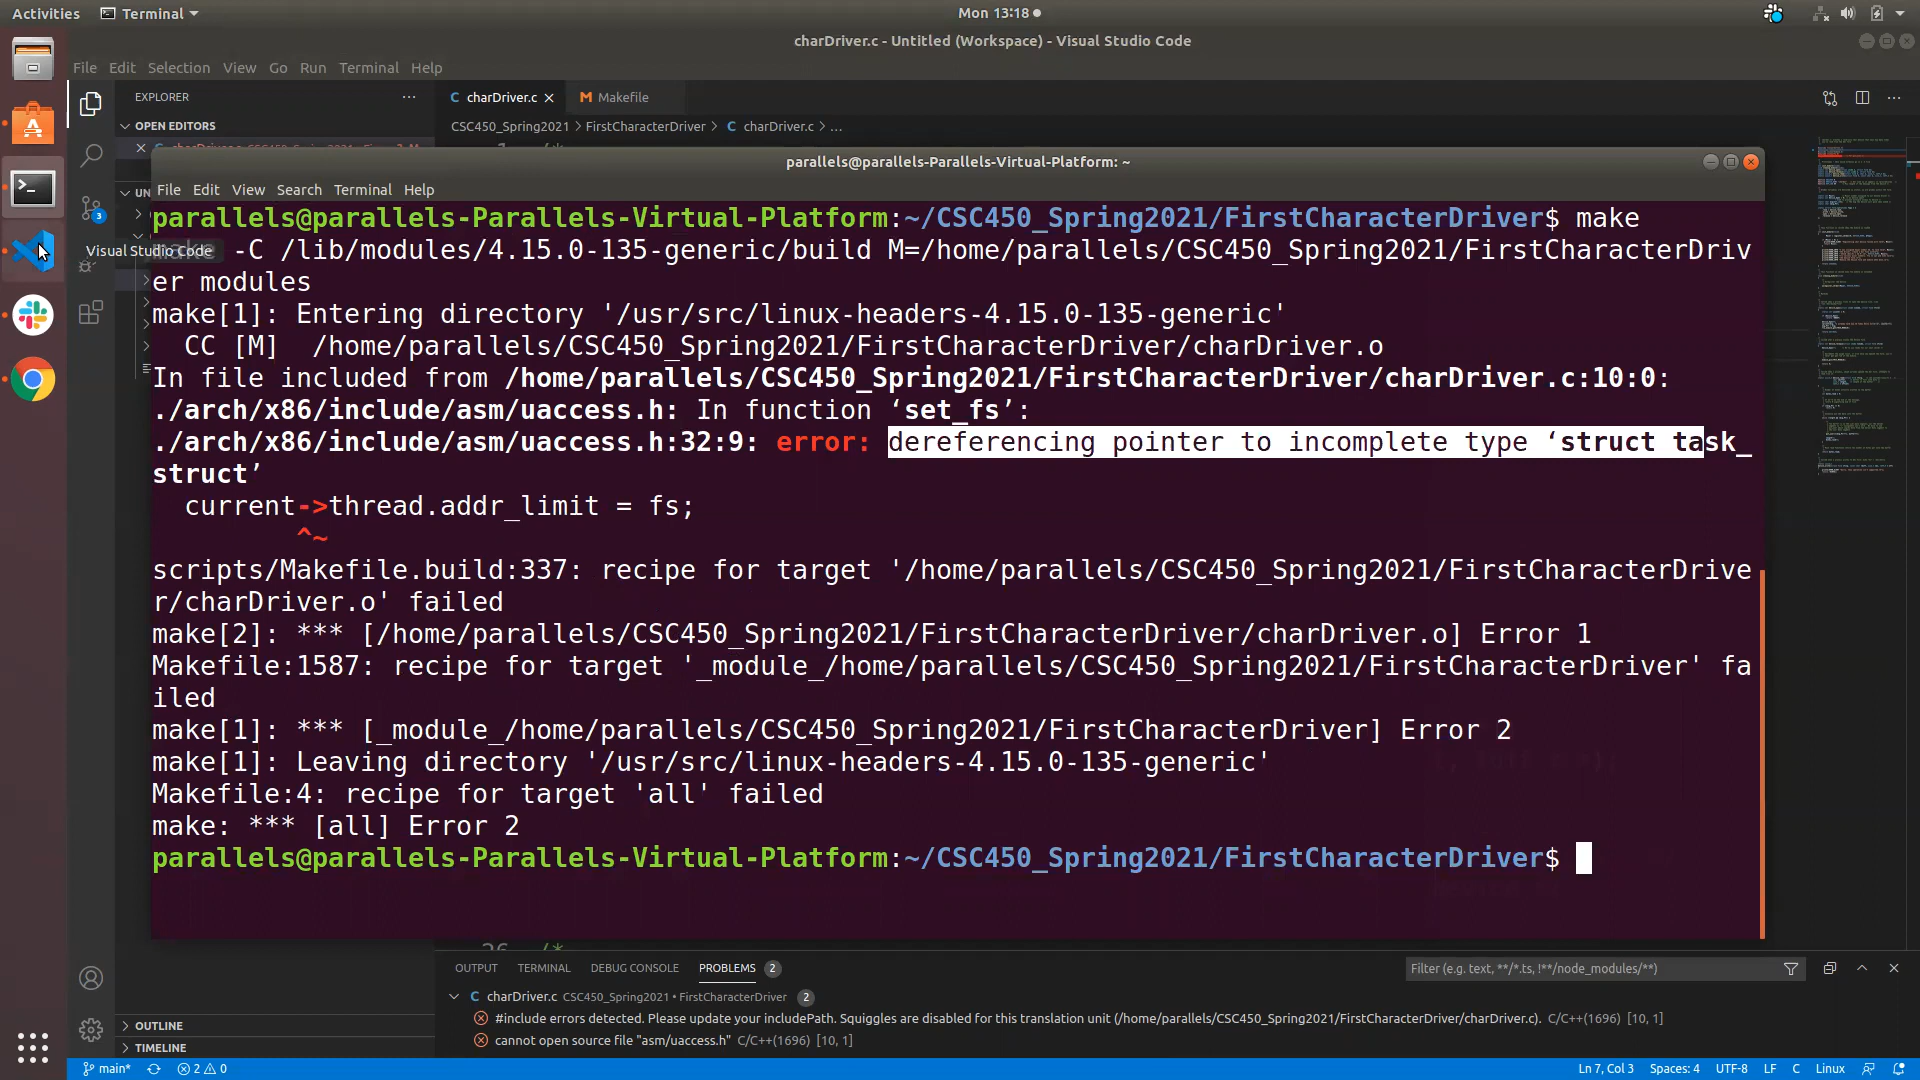 Activities
Terminal
Mon 13:18
charDriver.c - Untitled (Workspace) - Visual Studio Code
File Edit Selection View Go Run Terminal Help
EXPLORER
charDriver.c
Makefile
OPEN EDITORS
CSC450_Spring2021 > FirstCharacterDriver > charDriver.c > ...
parallels@parallels-Parallels-Virtual-Platform: ~
File Edit View Search Terminal Help
UN
3
Visual Studio Code
parallels@parallels-Parallels-Virtual-Platform:~/CSC450_Spring2021/FirstCharacterDriver$ make
make -C /lib/modules/4.15.0-135-generic/build M=/home/parallels/CSC450_Spring2021/FirstCharacterDriv
er modules
make[1]: Entering directory '/usr/src/linux-headers-4.15.0-135-generic'
CC [M] /home/parallels/CSC450_Spring2021/FirstCharacterDriver/charDriver.o
In file included from /home/parallels/CSC450_Spring2021/FirstCharacterDriver/charDriver.c:10:0:
./arch/x86/include/asm/uaccess.h: In function ‘set_fs’:
./arch/x86/include/asm/uaccess.h:32:9: error: dereferencing pointer to incomplete type ‘struct task_
struct’
current->thread.addr_limit = fs;
^~
scripts/Makefile.build:337: recipe for target '/home/parallels/CSC450_Spring2021/FirstCharacterDrive
r/charDriver.o' failed
make[2]: *** [/home/parallels/CSC450_Spring2021/FirstCharacterDriver/charDriver.o] Error 1
Makefile:1587: recipe for target '_module_/home/parallels/CSC450_Spring2021/FirstCharacterDriver' fa
iled
make[1]: *** [_module_/home/parallels/CSC450_Spring2021/FirstCharacterDriver] Error 2
make[1]: Leaving directory '/usr/src/linux-headers-4.15.0-135-generic'
Makefile:4: recipe for target 'all' failed
make: *** [all] Error 2
parallels@parallels-Parallels-Virtual-Platform:~/CSC450_Spring2021/FirstCharacterDriver$
26 /*
OUTPUT TERMINAL DEBUG CONSOLE PROBLEMS 2
Filter (e.g. text, **/*.ts, !**/node_modules/**)
charDriver.c CSC450_Spring2021 • FirstCharacterDriver 2
#include errors detected. Please update your includePath. Squiggles are disabled for this translation unit (/home/parallels/CSC450_Spring2021/FirstCharacterDriver/charDriver.c). C/C++(1696) [10, 1]
cannot open source file "asm/uaccess.h" C/C++(1696) [10, 1]
OUTLINE
TIMELINE
main* 2 0
Ln 7, Col 3 Spaces: 4 UTF-8 LF C Linux